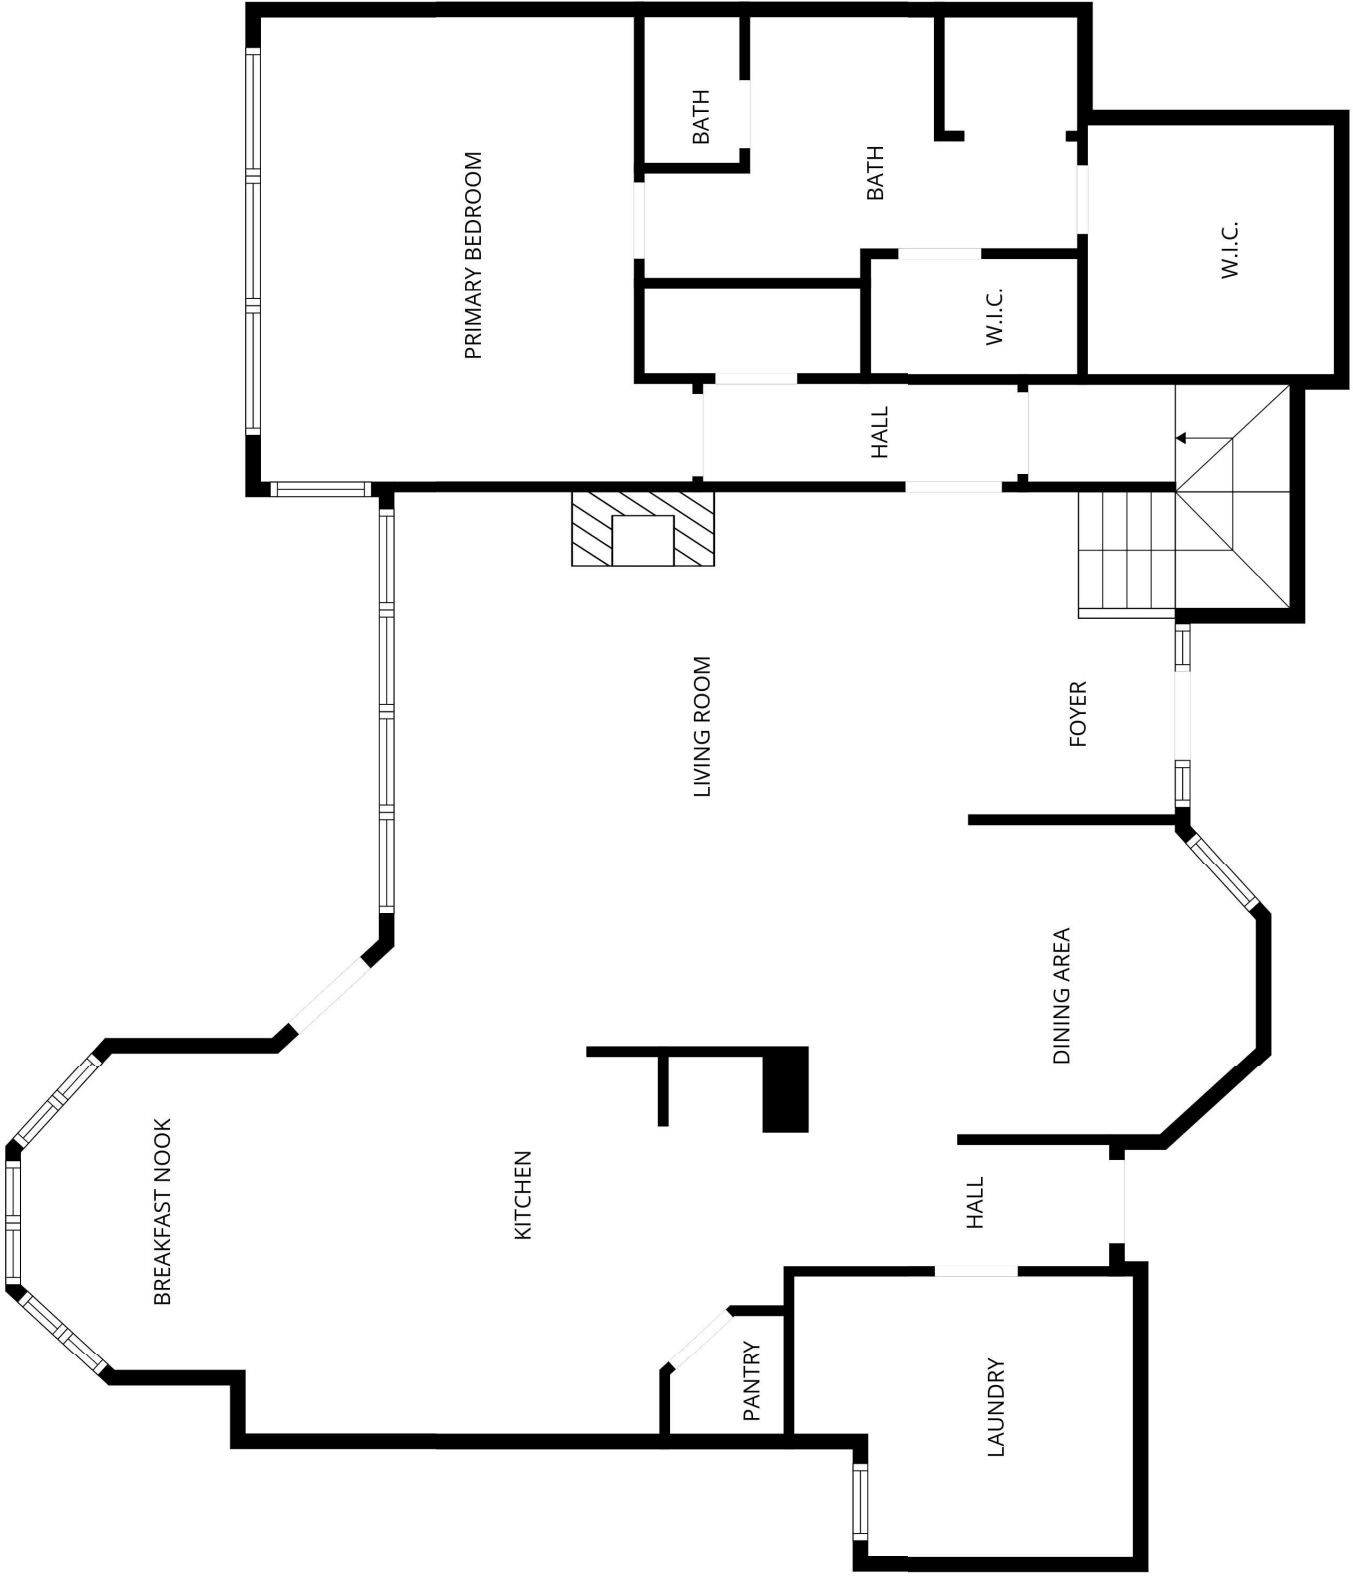 BATH
BATH
PRIMARY BEDROOM
W.I.C.
W.I.C.
HALL
LIVING ROOM
FOYER
DINING AREA
BREAKFAST NOOK
KITCHEN
HALL
PANTRY
LAUNDRY